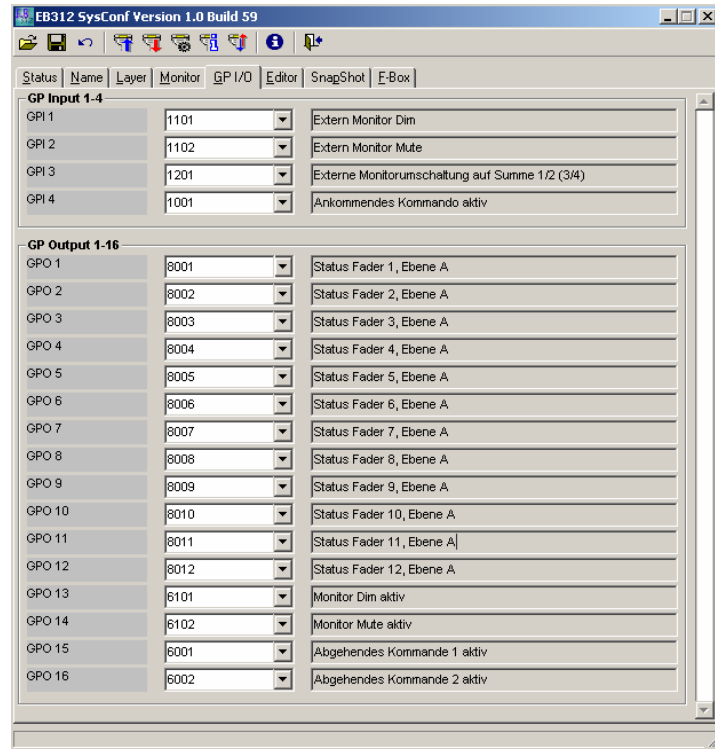 EB312 SysConf Version 1.0 Build 59
Status Name Layer Monitor GP I/O Editor SnapShot F-Box
GP Input 1-4
GPI 1 1101 Extern Monitor Dim
GPI 2 1102 Extern Monitor Mute
GPI 3 1201 Externe Monitorumschaltung auf Summe 1/2 (3/4)
GPI 4 1001 Ankommendes Kommando aktiv
GP Output 1-16
GPO 1 8001 Status Fader 1, Ebene A
GPO 2 8002 Status Fader 2, Ebene A
GPO 3 8003 Status Fader 3, Ebene A
GPO 4 8004 Status Fader 4, Ebene A
GPO 5 8005 Status Fader 5, Ebene A
GPO 6 8006 Status Fader 6, Ebene A
GPO 7 8007 Status Fader 7, Ebene A
GPO 8 8008 Status Fader 8, Ebene A
GPO 9 8009 Status Fader 9, Ebene A
GPO 10 8010 Status Fader 10, Ebene A
GPO 11 8011 Status Fader 11, Ebene A
GPO 12 8012 Status Fader 12, Ebene A
GPO 13 6101 Monitor Dim aktiv
GPO 14 6102 Monitor Mute aktiv
GPO 15 6001 Abgehendes Kommande 1 aktiv
GPO 16 6002 Abgehendes Kommande 2 aktiv